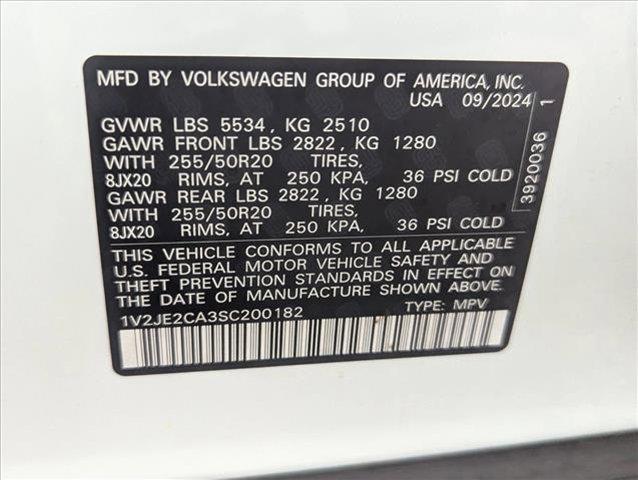 MFD BY VOLKSWAGEN GROUP OF AMERICA, INC.
USA 09/2024
GVWR LBS 5534, KG 2510
GAWR FRONT LBS 2822, KG 1280
WITH 255/50R20 TIRES,
8JX20 RIMS, AT 250 KPA, 36 PSI COLD
GAWR REAR LBS 2822, KG 1280
WITH 255/50R20 TIRES,
8JX20 RIMS, AT 250 KPA, 36 PSI COLD
THIS VEHICLE CONFORMS TO ALL APPLICABLE
U.S. FEDERAL MOTOR VEHICLE SAFETY AND
THEFT PREVENTION STANDARDS IN EFFECT ON
THE DATE OF MANUFACTURE SHOWN ABOVE.
1V2JE2CA3SC200182 TYPE: MPV
3920036 1